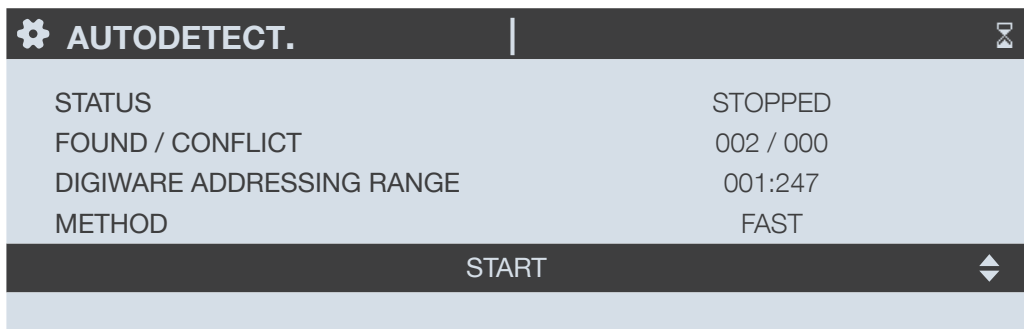 AUTODETECT.
STATUS STOPPED
FOUND / CONFLICT 002 / 000
DIGIWARE ADDRESSING RANGE 001:247
METHOD FAST
START